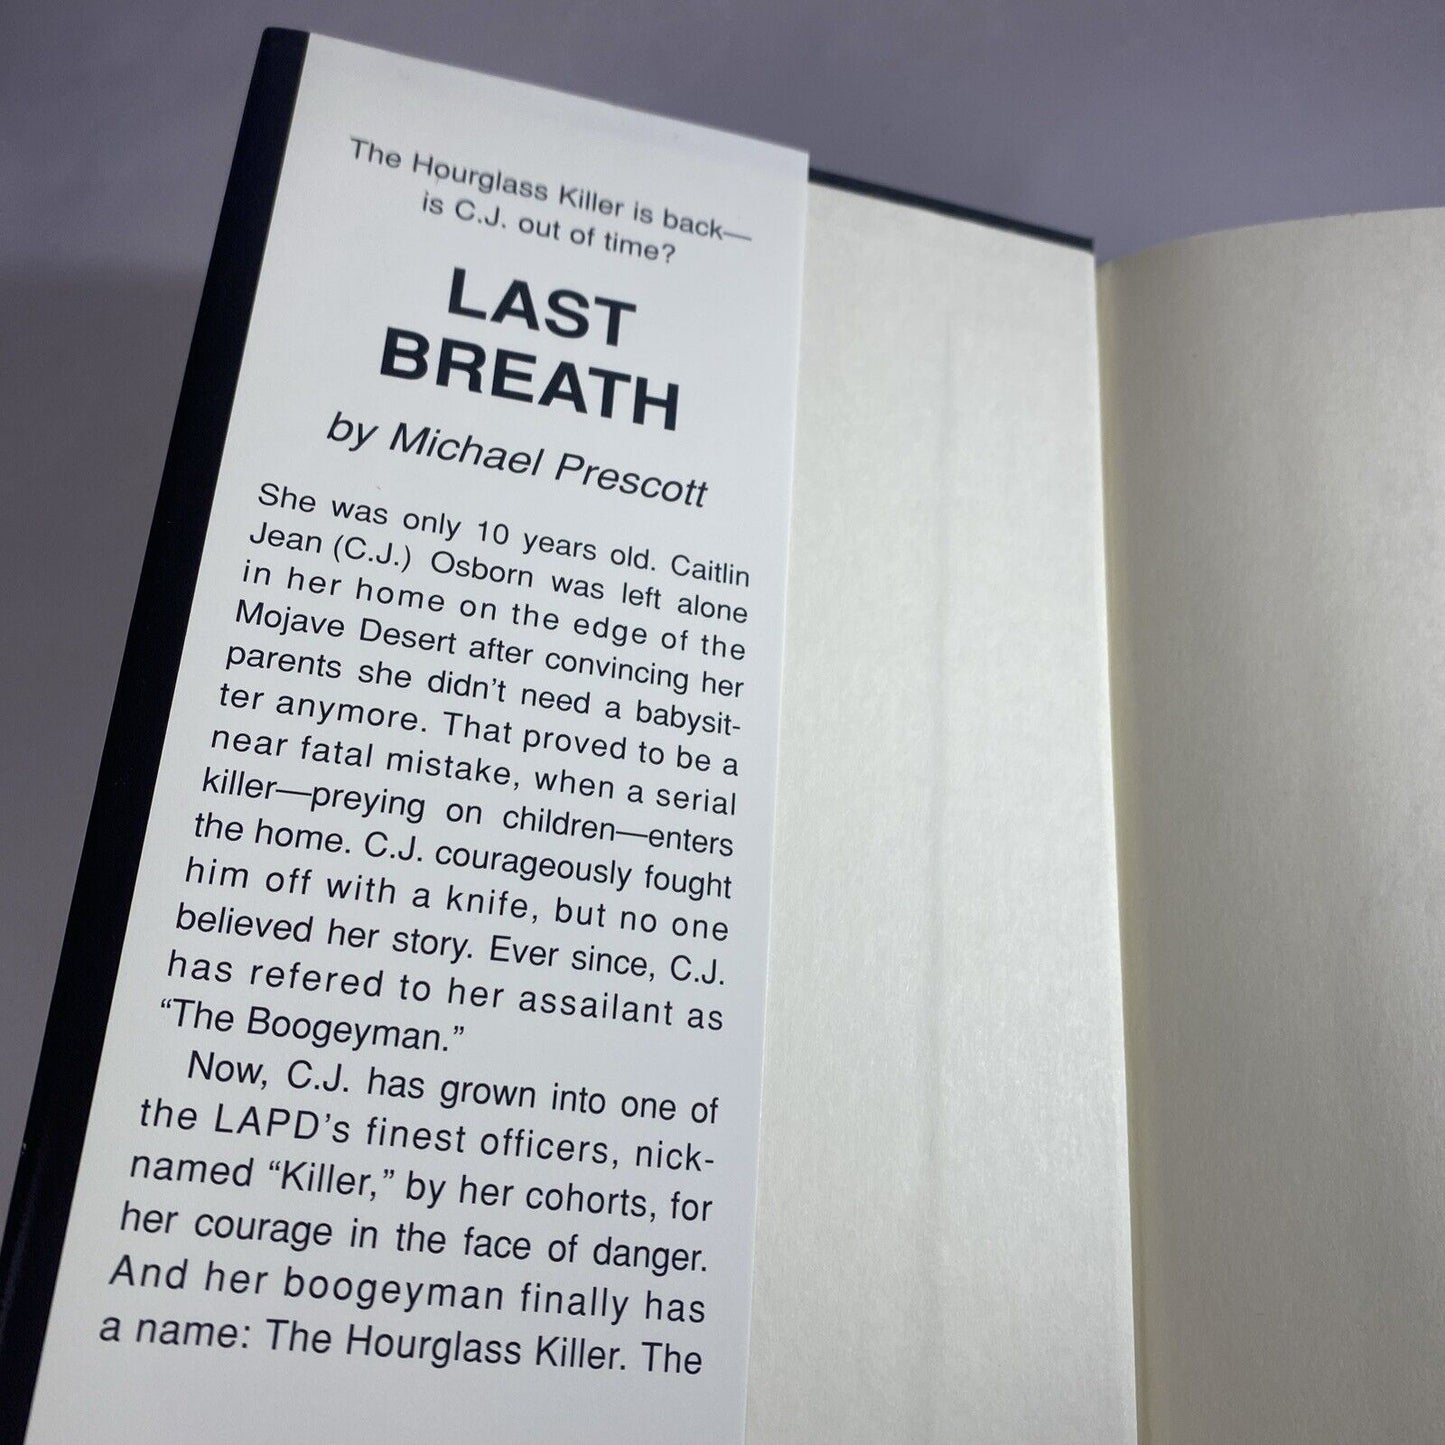 The Hourglass Killer is back—
is C.J. out of time?
LAST
BREATH
by Michael Prescott
She was only 10 years old. Caitlin
Jean (C.J.) Osborn was left alone
in her home on the edge of the
Mojave Desert after convincing her
parents she didn't need a babysit-
ter anymore. That proved to be a
near fatal mistake, when a serial
killer—preying on children—enters
the home. C.J. courageously fought
him off with a knife, but no one
believed her story. Ever since, C.J.
has refered to her assailant as
“The Boogeyman.”
Now, C.J. has grown into one of
the LAPD's finest officers, nick-
named “Killer,” by her cohorts, for
her courage in the face of danger.
And her boogeyman finally has
a name: The Hourglass Killer. The